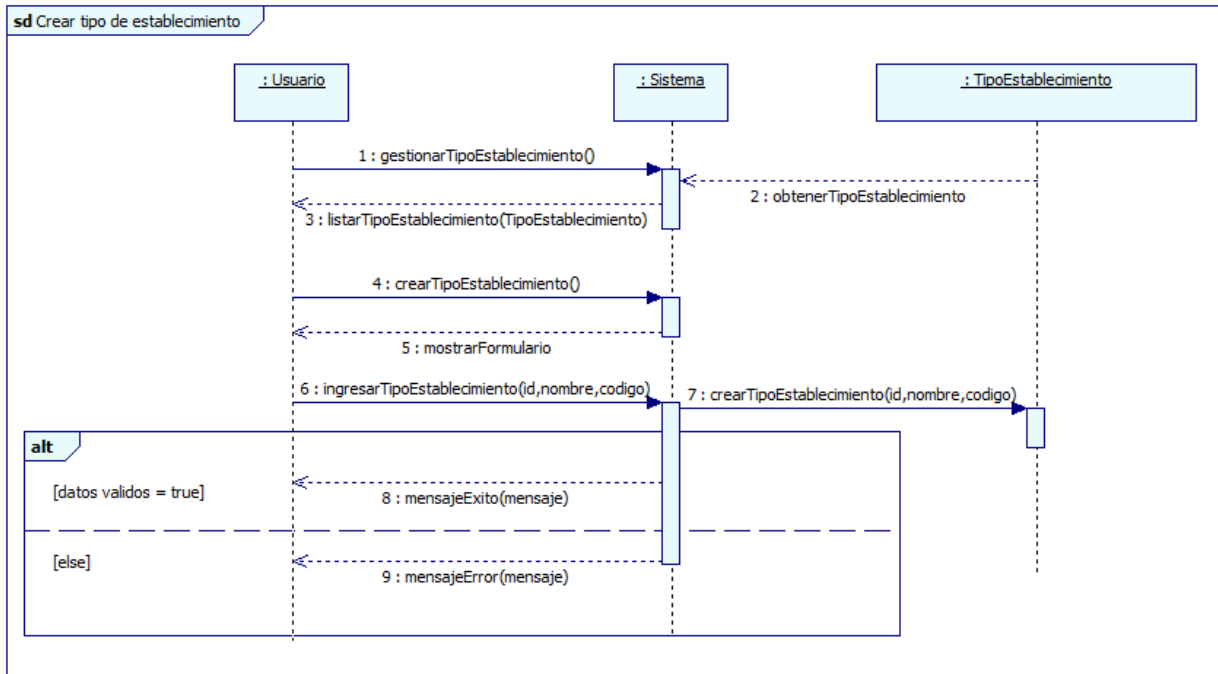 sd Crear tipo de establecimiento
: Usuario
: Sistema
: TipoEstablecimiento
1 : gestionarTipoEstablecimiento()
2 : obtenerTipoEstablecimiento
3 : listarTipoEstablecimiento(TipoEstablecimiento)
4 : crearTipoEstablecimiento()
5 : mostrarFormulario
6 : ingresarTipoEstablecimiento(id,nombre,codigo)
7 : crearTipoEstablecimiento(id,nombre,codigo)
alt
[datos validos = true]
8 : mensajeExito(mensaje)
[else]
9 : mensajeError(mensaje)